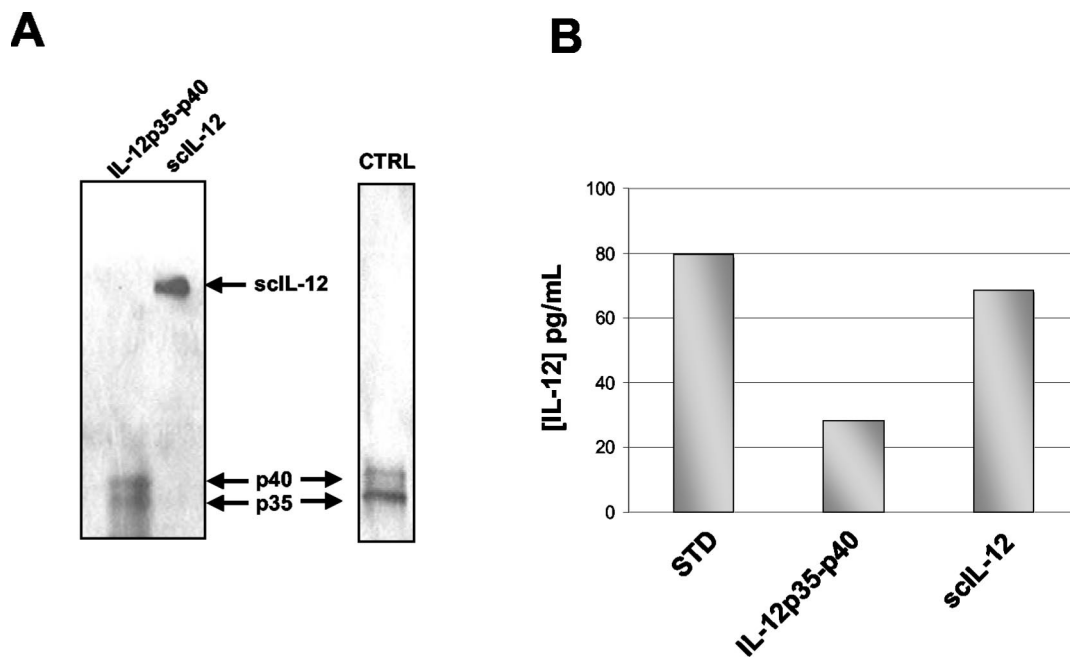 A
IL-12p35-p40
scIL-12
CTRL
scIL-12
p40
p35
B
[IL-12] pg/mL
100
80
60
40
20
0
STD
IL-12p35-p40
scIL-12